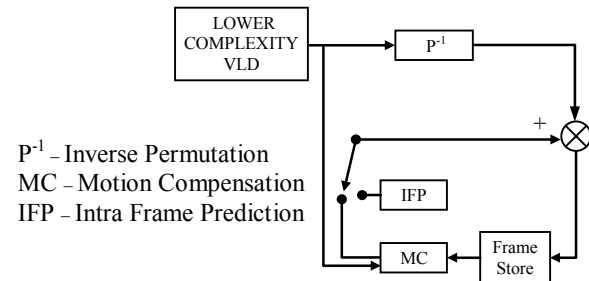 LOWER
COMPLEXITY
VLD
P⁻¹
+
P⁻¹ – Inverse Permutation
MC – Motion Compensation
IFP – Intra Frame Prediction
IFP
MC
Frame
Store